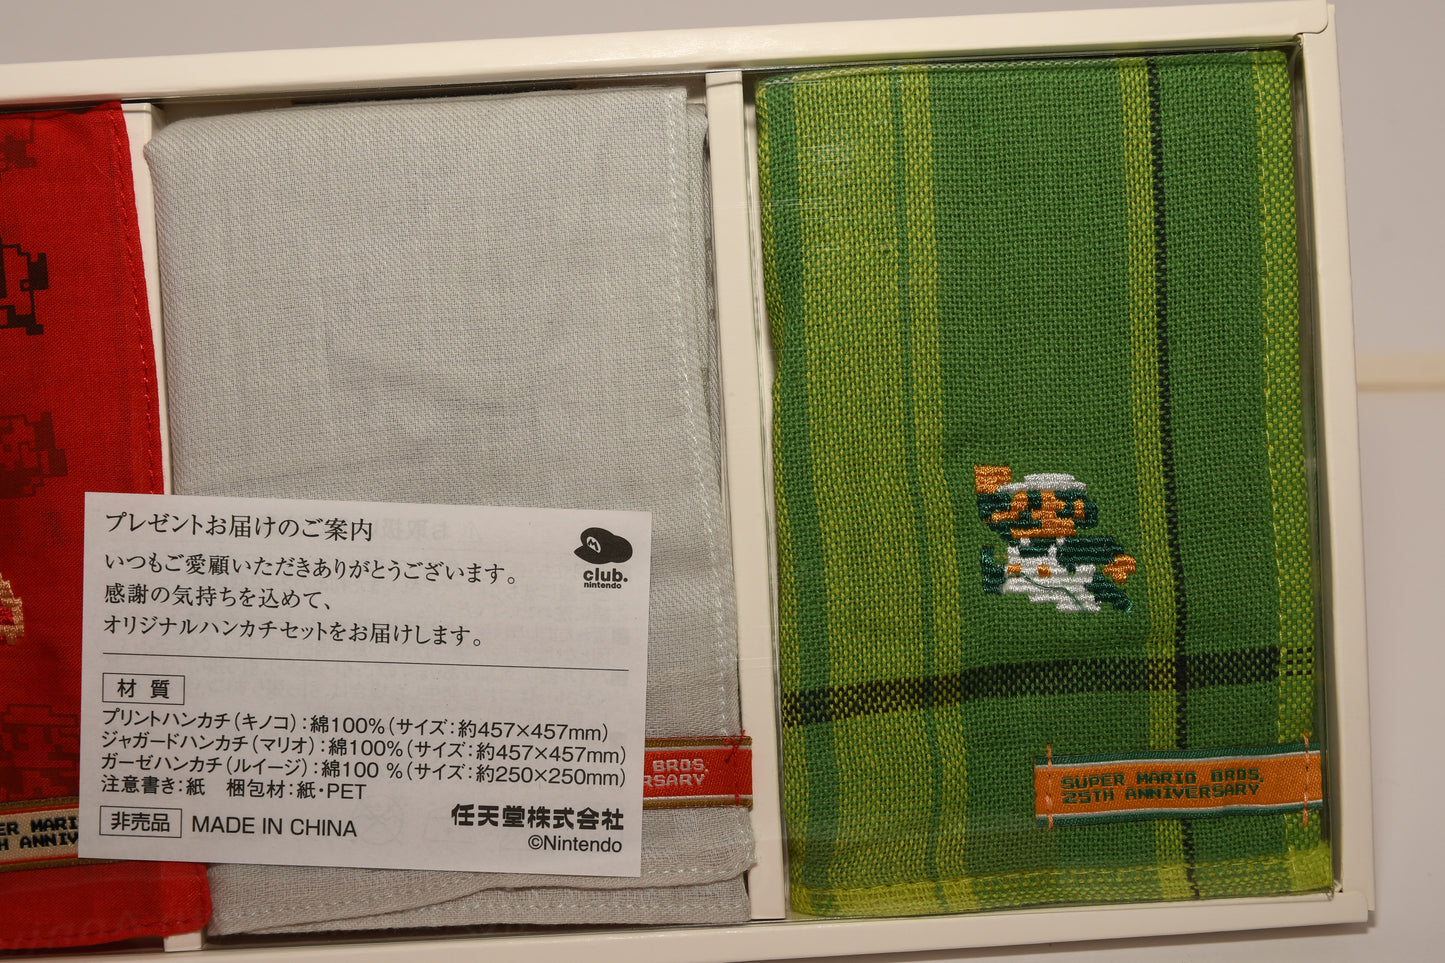 プレゼントお届けのご案内
いつもご愛顧いただきありがとうございます。
感謝の気持ちを込めて、
オリジナルハンカチセットをお届けします。
M
club.
nintendo
材質
プリントハンカチ(キノコ):綿100%(サイズ:約457×457mm)
ジャガードハンカチ(マリオ):綿100%(サイズ:約457×457mm)
ガーゼハンカチ(ルイージ):綿100 %(サイズ:約250×250mm)
注意書き:紙 梱包材:紙・PET
非売品 MADE IN CHINA
任天堂株式会社
©Nintendo
BROS.
RSARY
SUPER MARIO BROS.
25TH ANNIVERSARY
ER MARI
H ANNIV